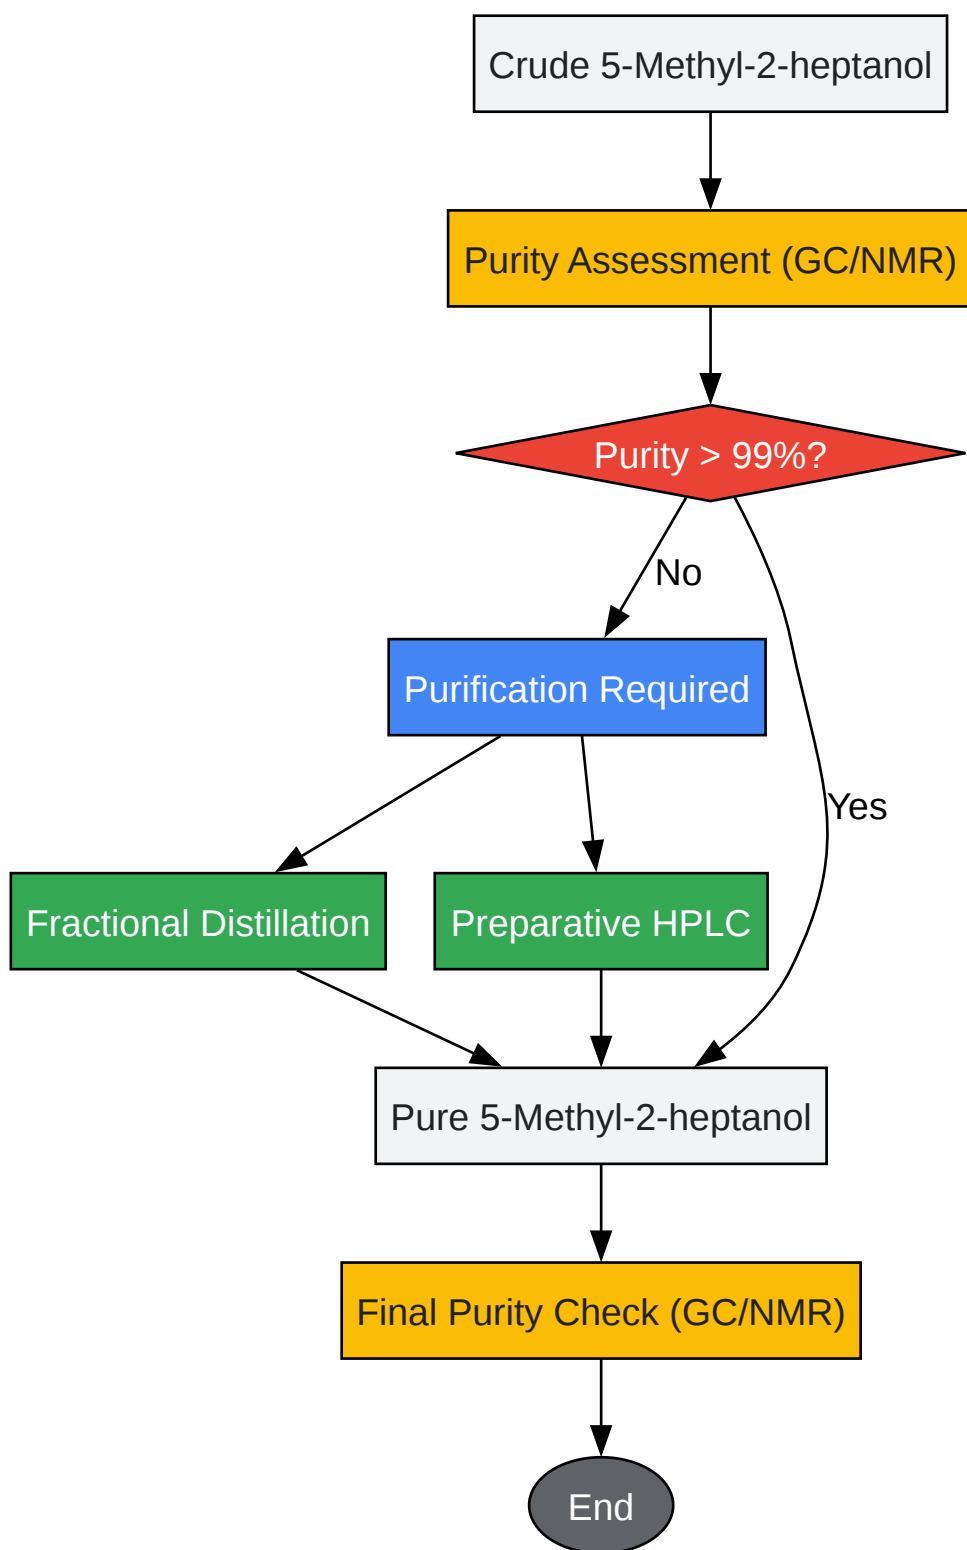 Crude 5-Methyl-2-heptanol
Purity Assessment (GC/NMR)
Purity > 99%?
No
Purification Required
Yes
Fractional Distillation
Preparative HPLC
Pure 5-Methyl-2-heptanol
Final Purity Check (GC/NMR)
End